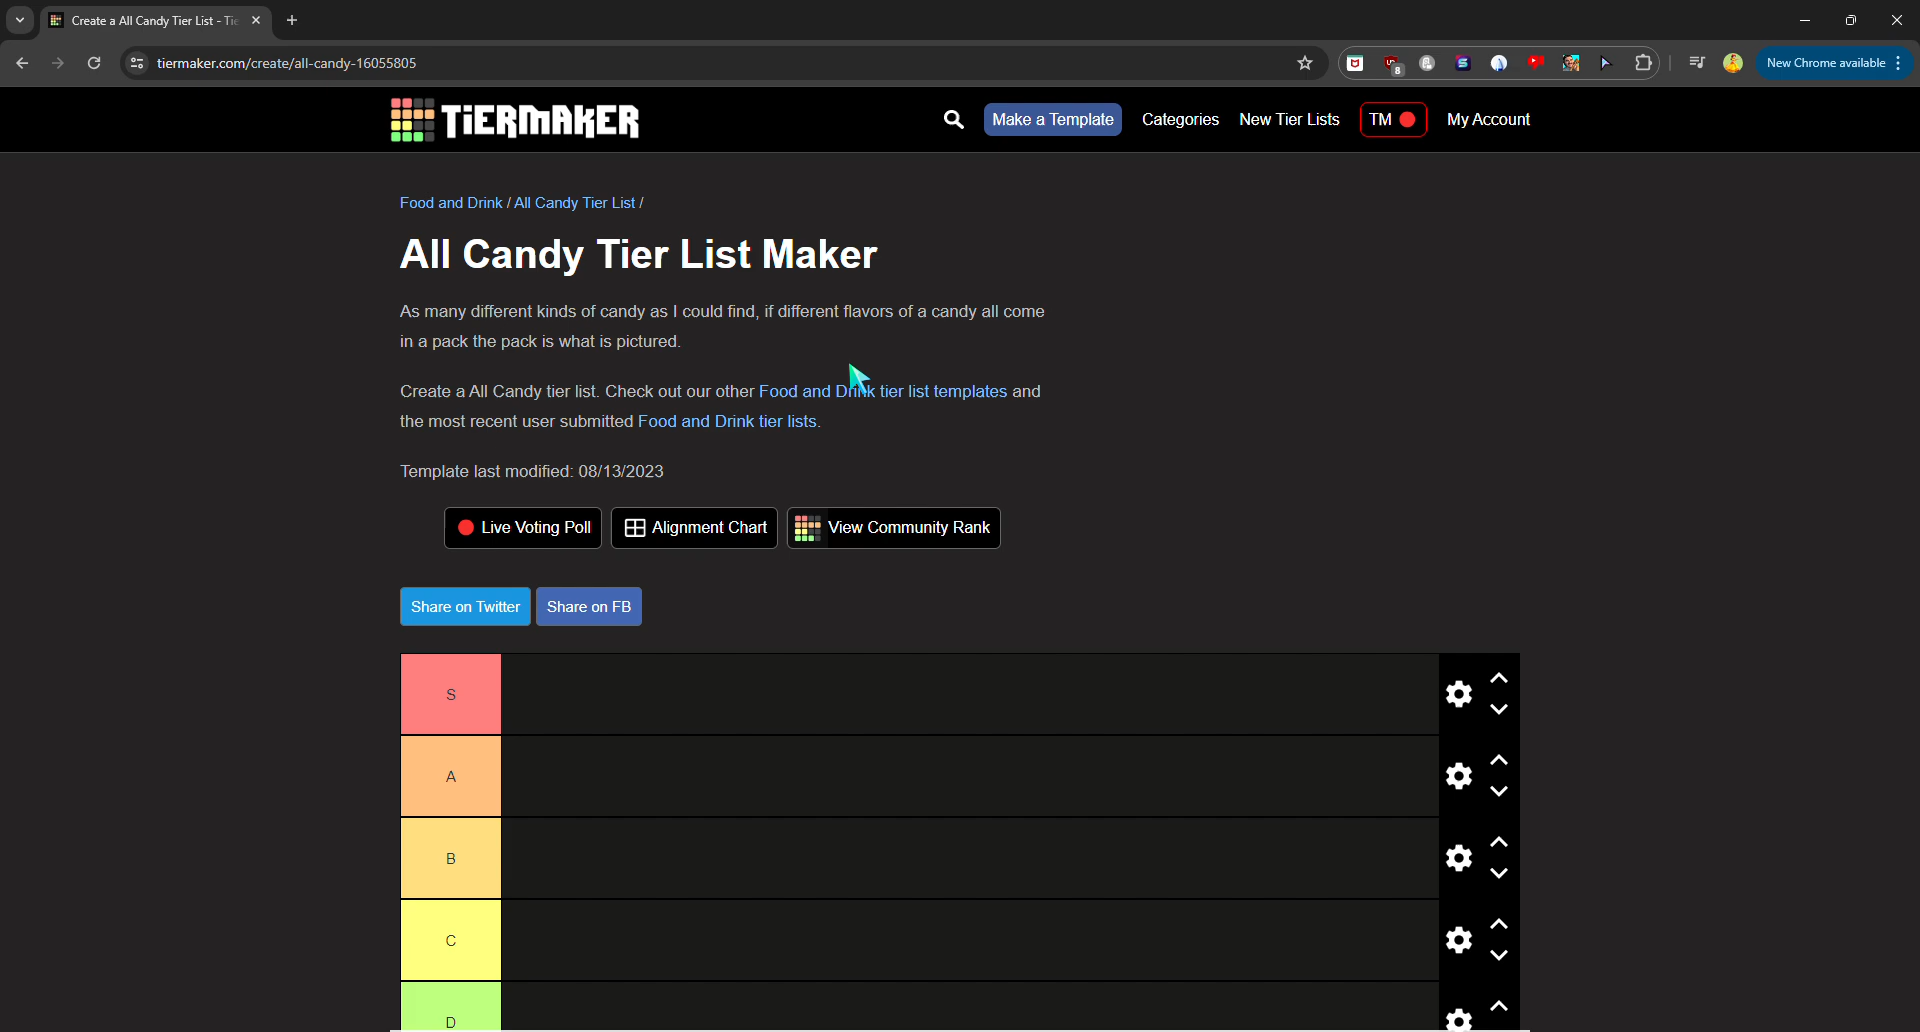 Create a All Candy Tier List - Tie
tiermaker.com/create/all-candy-16055805
8
New Chrome available
TiERMAKER
Make a Template
Categories
New Tier Lists
TM
My Account
Food and Drink / All Candy Tier List /
All Candy Tier List Maker
As many different kinds of candy as I could find, if different flavors of a candy all come
in a pack the pack is what is pictured.
Create a All Candy tier list. Check out our other Food and Drink tier list templates and
the most recent user submitted Food and Drink tier lists.
Template last modified: 08/13/2023
Live Voting Poll
Alignment Chart
View Community Rank
Share on Twitter
Share on FB
S
A
B
C
D